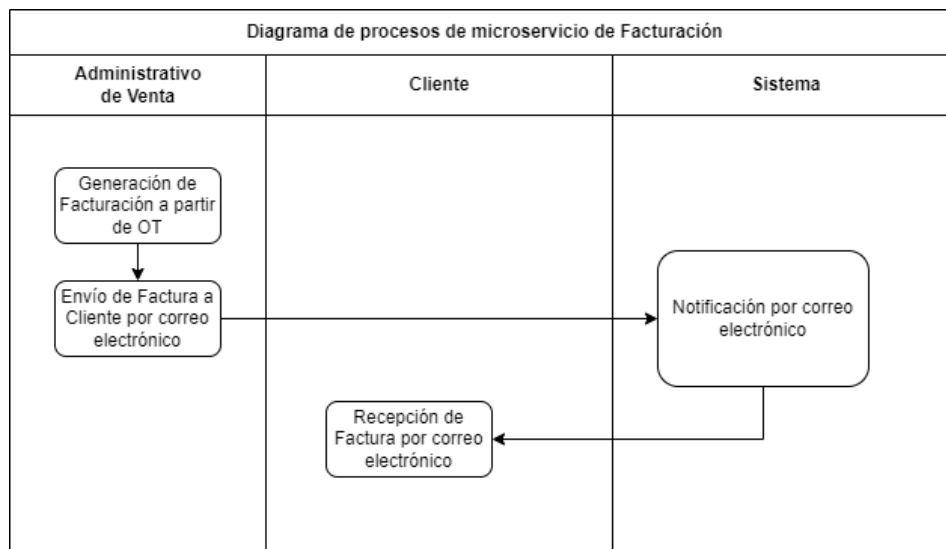 Diagrama de procesos de microservicio de Facturación
Administrativo
de Venta
Cliente
Sistema
Generación de
Facturación a partir
de OT
Envío de Factura a
Cliente por correo
electrónico
Notificación por correo
electrónico
Recepción de
Factura por correo
electrónico